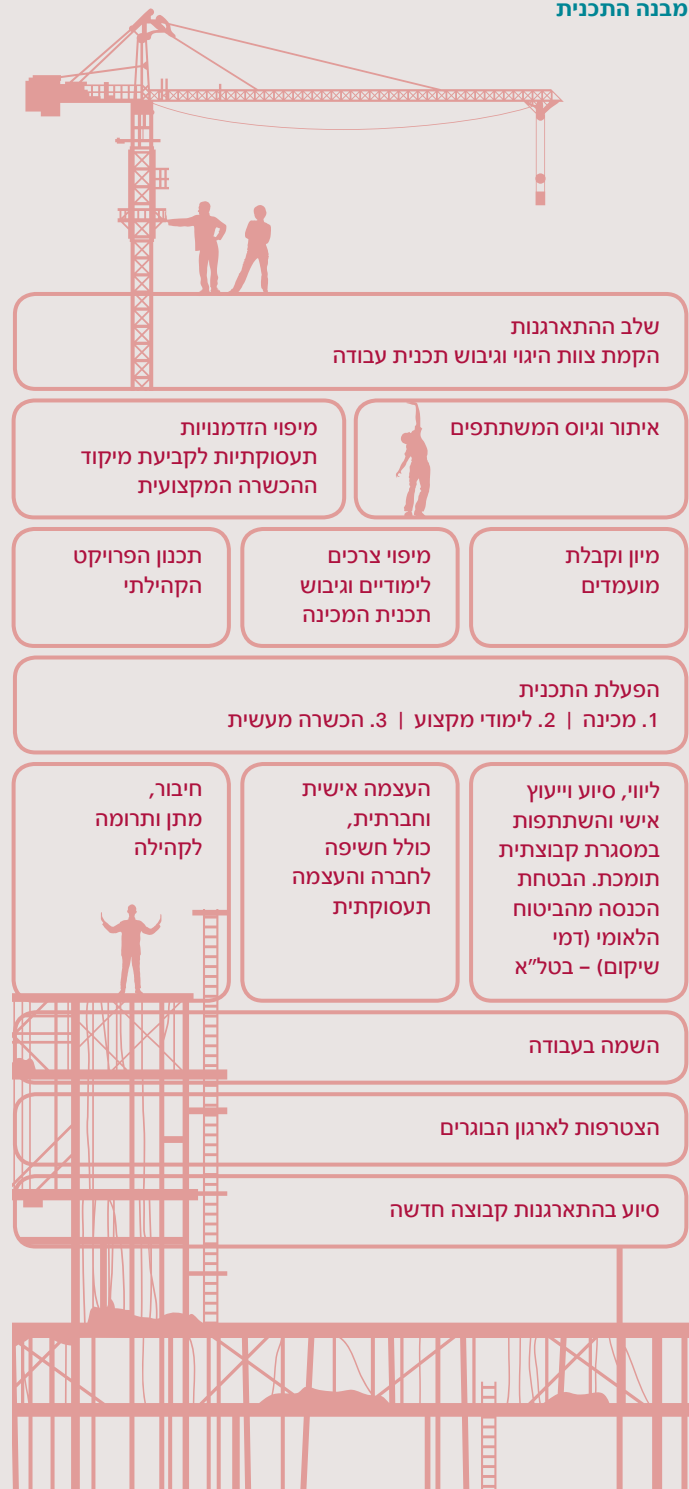 מבנה התכנית
שלב ההתארגנות
הקמת צוות היגוי וגיבוש תכנית עבודה
איתור וגיוס המשתתפים
מיפוי הזדמנויות
תעסוקתיות לקביעת מיקוד
ההכשרה המקצועית
מיון וקבלת
מועמדים
מיפוי צרכים
לימודיים וגיבוש
תכנית המכינה
תכנון הפרויקט
הקהילתי
הפעלת התכנית
1. מכינה | 2. לימודי מקצוע | 3. הכשרה מעשית
ליווי, סיוע וייעוץ
אישי והשתתפות
במסגרת קבוצתית
תומכת. הבטחת
הכנסה מהביטוח
הלאומי (דמי
שיקום) – בטל״א
העצמה אישית
וחברתית,
כולל חשיפה
לחברה והעצמה
תעסוקתית
חיבור,
מתן ותרומה
לקהילה
השמה בעבודה
הצטרפות לארגון הבוגרים
סיוע בהתארגנות קבוצה חדשה